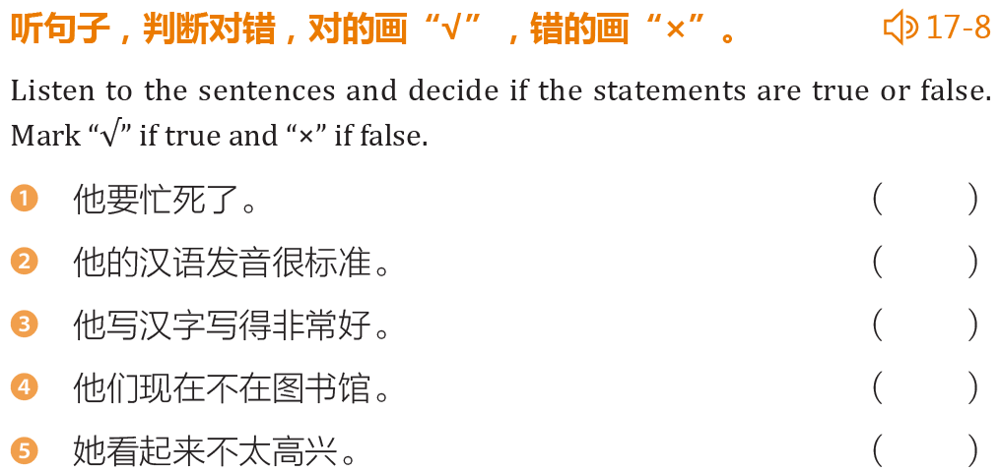 听句子，判断对错，对的画“√”，错的画“×”。 17-8
Listen to the sentences and decide if the statements are true or false.
Mark “√” if true and “×” if false.
1 他要忙死了。 ( )
2 他的汉语发音很标准。 ( )
3 他写汉字写得非常好。 ( )
4 他们现在不在图书馆。 ( )
5 她看起来不太高兴。 ( )